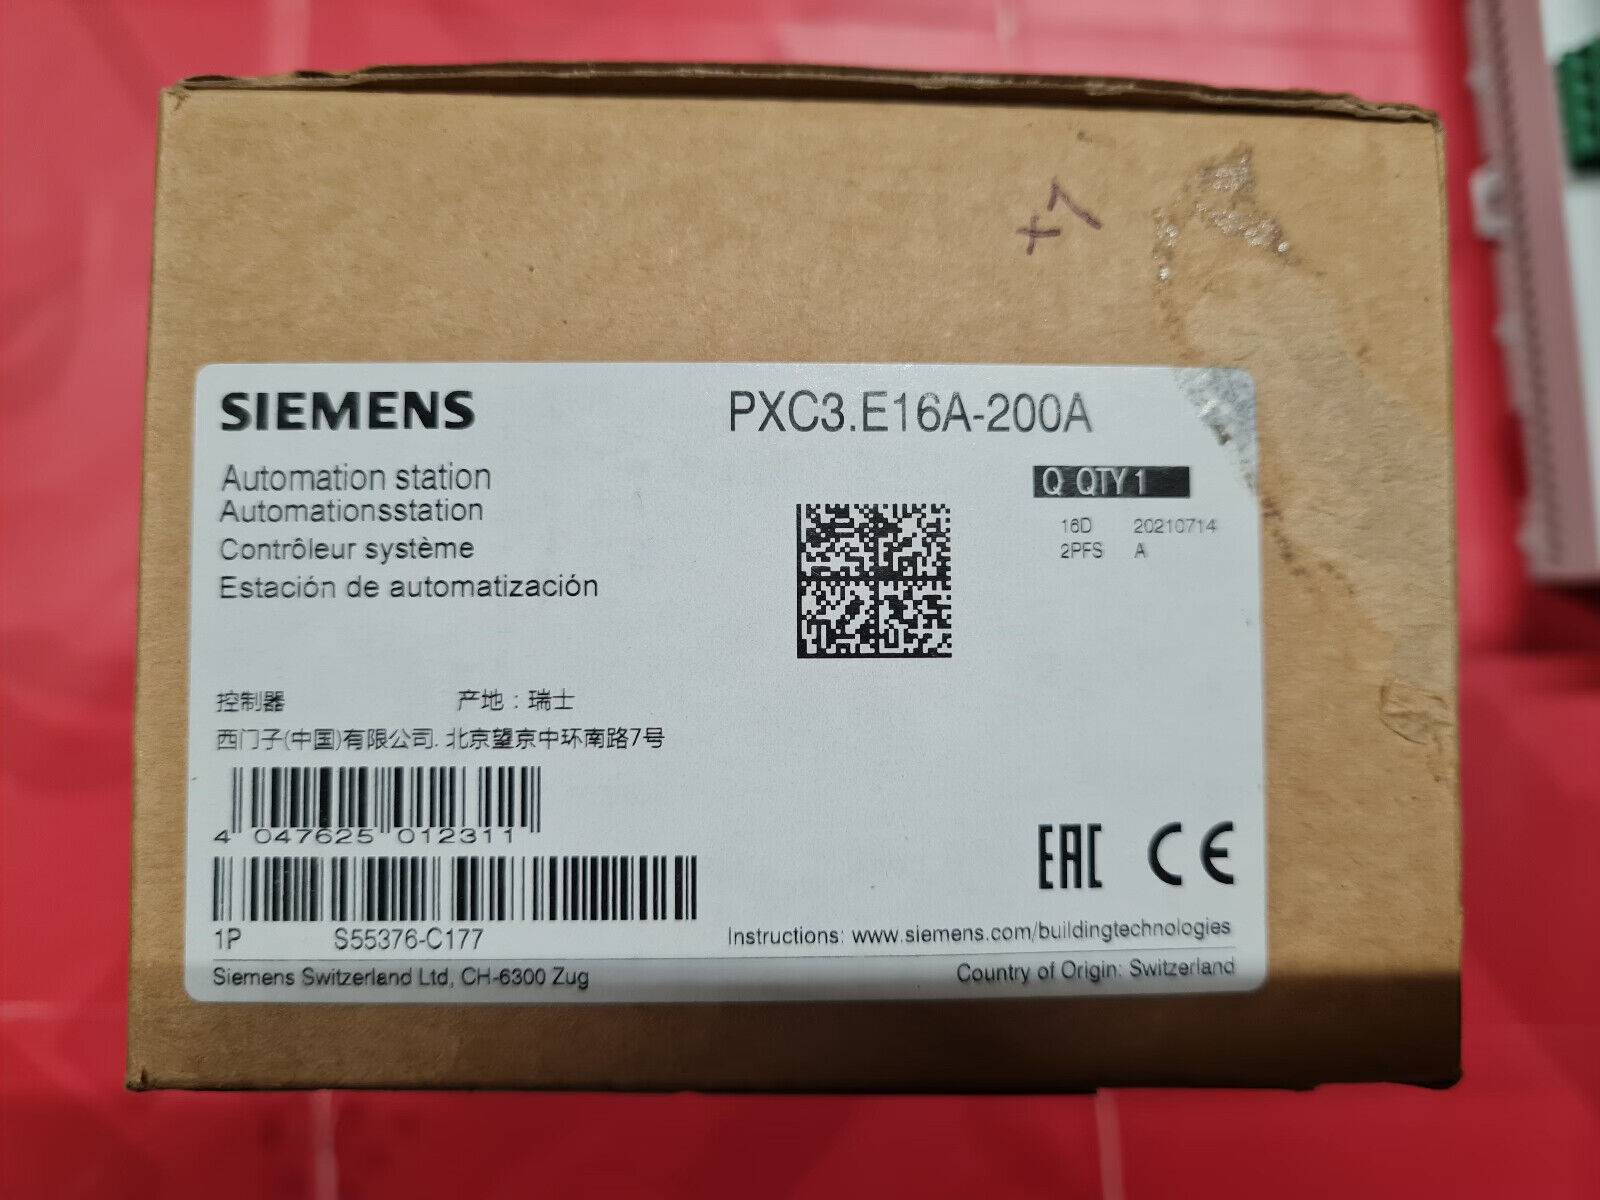 x7
SIEMENS PXC3.E16A-200A
Automation station
Automationsstation
Contrôleur système
Estación de automatización
Q QTY 1
16D 20210714
2PFS A
控制器 产地：瑞士
西门子(中国)有限公司. 北京望京中环南路7号
4 047625 012311
1P S55376-C177
EAC CE
Instructions: www.siemens.com/buildingtechnologies
Siemens Switzerland Ltd, CH-6300 Zug
Country of Origin: Switzerland